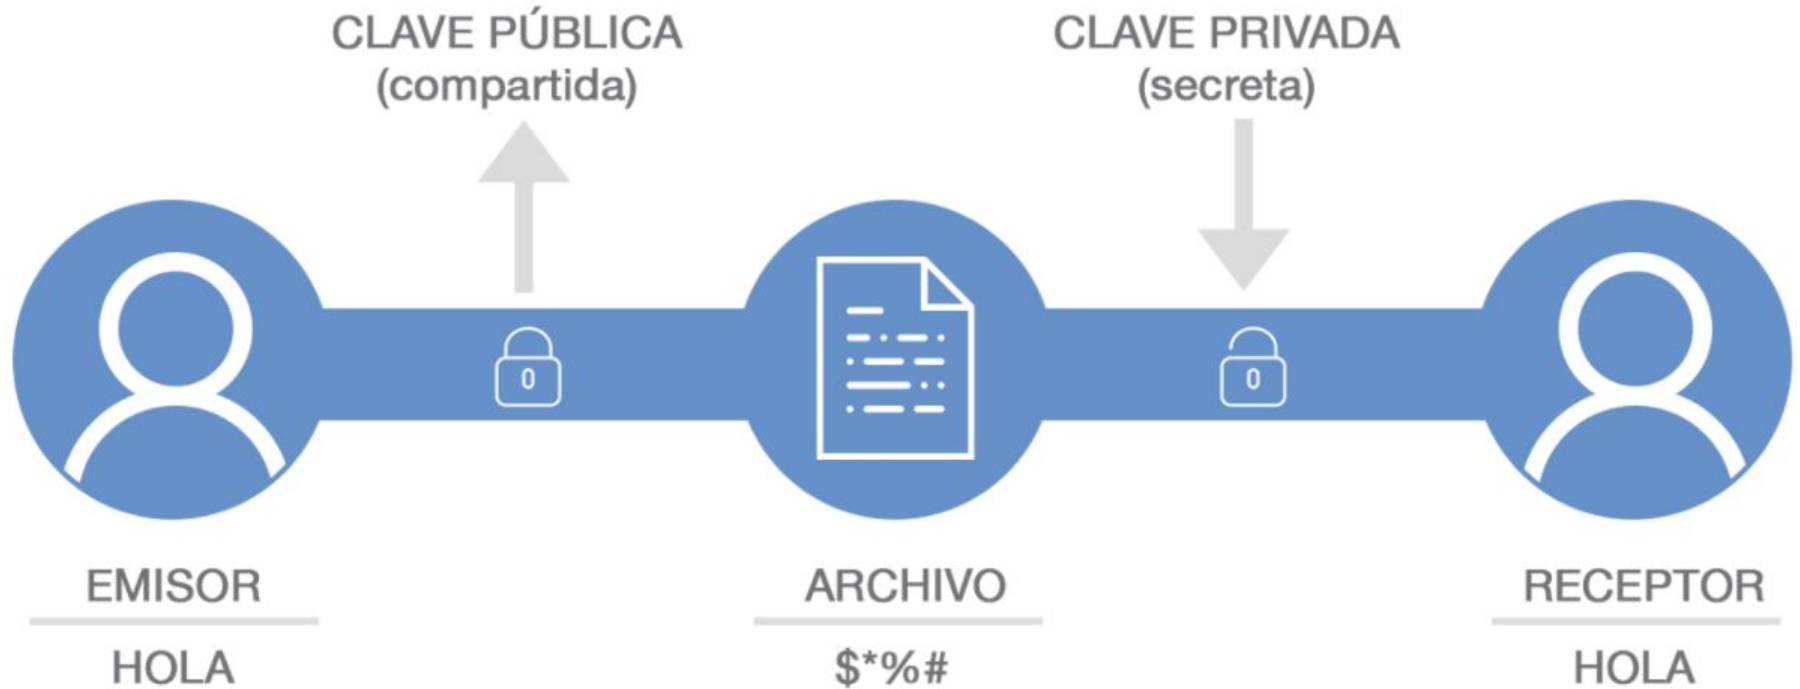 CLAVE PÚBLICA
(compartida)
CLAVE PRIVADA
(secreta)
0
0
EMISOR
HOLA
ARCHIVO
$*%#
RECEPTOR
HOLA